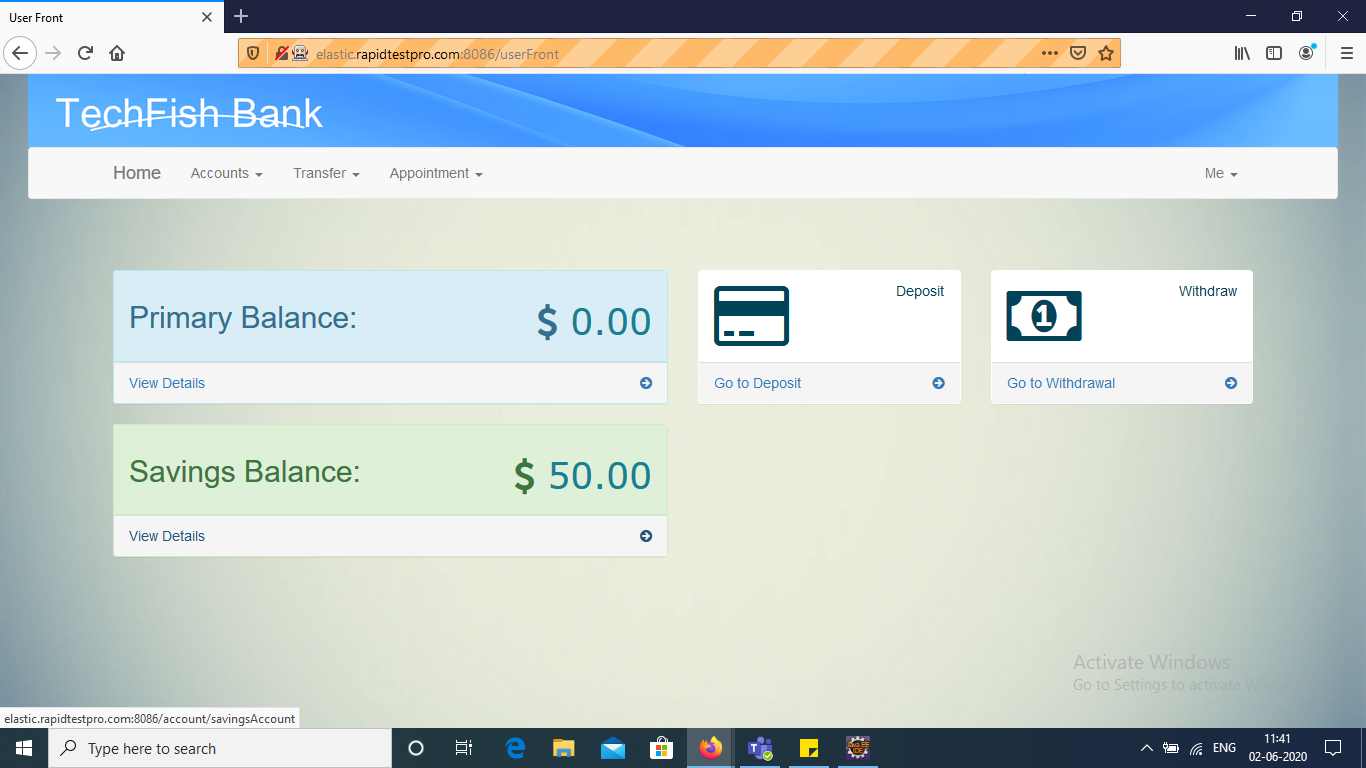 User Front
elastic.rapidtestpro.com:8086/userFront
TechFish Bank
Home Accounts Transfer Appointment Me
Primary Balance: $ 0.00
View Details
Deposit
Go to Deposit
Withdraw
1
Go to Withdrawal
Savings Balance: $ 50.00
View Details
Activate Windows
Go to Settings to activate Windows.
elastic.rapidtestpro.com:8086/account/savingsAccount
Type here to search
ENG
11:41
02-06-2020